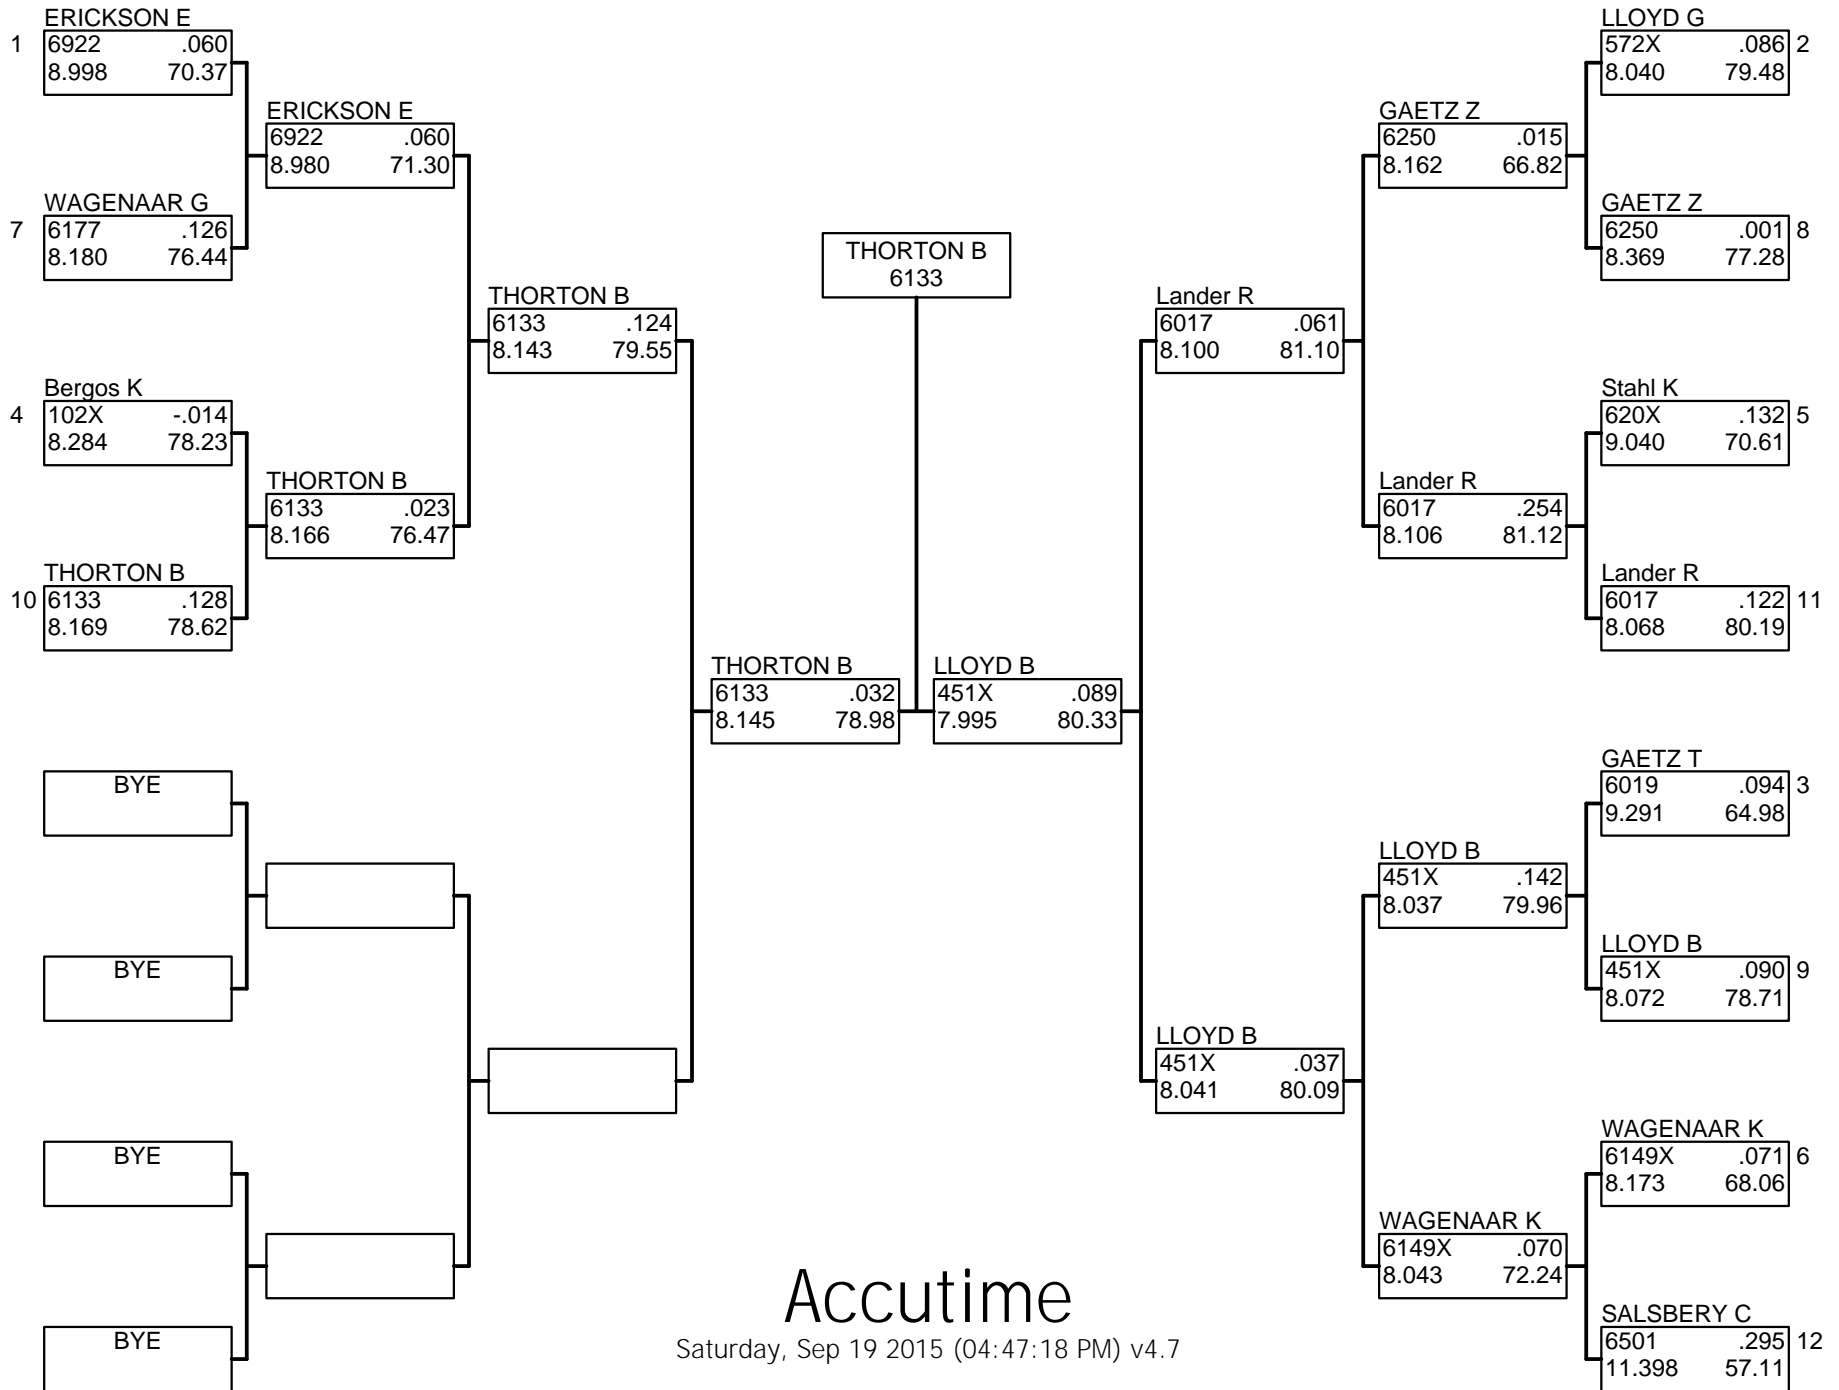 ERICKSON E
1 6922 .060
8.998 70.37
WAGENAAR G
7 6177 .126
8.180 76.44
Bergos K
4 102X -.014
8.284 78.23
THORTON B
10 6133 .128
8.169 78.62
BYE
BYE
BYE
BYE
ERICKSON E
6922 .060
8.980 71.30
THORTON B
6133 .023
8.166 76.47
THORTON B
6133 .124
8.143 79.55
THORTON B
6133 .032
8.145 78.98
THORTON B
6133
LLOYD B
451X .089
7.995 80.33
Lander R
6017 .061
8.100 81.10
LLOYD B
451X .037
8.041 80.09
GAETZ Z
6250 .015
8.162 66.82
Lander R
6017 .254
8.106 81.12
LLOYD B
451X .142
8.037 79.96
WAGENAAR K
6149X .070
8.043 72.24
LLOYD G
572X .086 2
8.040 79.48
GAETZ Z
6250 .001 8
8.369 77.28
Stahl K
620X .132 5
9.040 70.61
Lander R
6017 .122 11
8.068 80.19
GAETZ T
6019 .094 3
9.291 64.98
LLOYD B
451X .090 9
8.072 78.71
WAGENAAR K
6149X .071 6
8.173 68.06
SALSBERY C
6501 .295 12
11.398 57.11
Accutime
Saturday, Sep 19 2015 (04:47:18 PM) v4.7